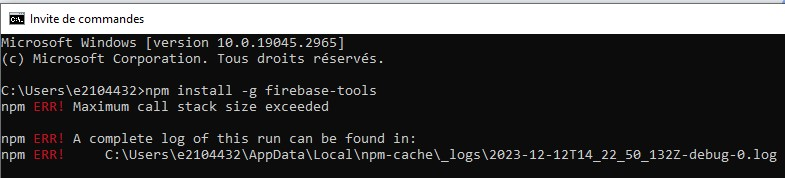 Invite de commandes
Microsoft Windows [version 10.0.19045.2965]
(c) Microsoft Corporation. Tous droits réservés.
C:\Users\e2104432>npm install -g firebase-tools
npm ERR! Maximum call stack size exceeded
npm ERR! A complete log of this run can be found in:
npm ERR!     C:\Users\e2104432\AppData\Local\npm-cache\_logs\2023-12-12T14_22_50_132Z-debug-0.log